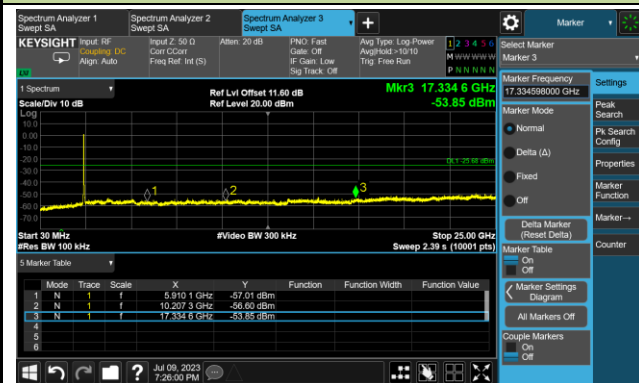 Spectrum Analyzer 1
Swept SA
Spectrum Analyzer 2
Swept SA
Spectrum Analyzer 3
Swept SA
Marker
KEYSIGHT
Input: RF
Coupling: DC
Align: Auto
Input Z: 50 Ω
Corr CCorr
Freq Ref: Int (S)
Atten: 20 dB
PNO: Fast
Gate: Off
IF Gain: Low
Sig Track: Off
Avg Type: Log-Power
Avg|Hold:>10/10
Trig: Free Run
1 2 3 4 5 6
M W W W W W
P N N N N N
LV
Select Marker
Marker 3
1 Spectrum
Scale/Div 10 dB
Log
Ref Lvl Offset 11.60 dB
Ref Level 20.00 dBm
Mkr3 17.334 6 GHz
-53.85 dBm
10.0
0.00
-10.0
-20.0
-30.0
-40.0
-50.0
-60.0
-70.0
DL1 -25.60 dBm
1
2
3
Start 30 MHz
#Res BW 100 kHz
#Video BW 300 kHz
Stop 25.00 GHz
Sweep 2.39 s (10001 pts)
5 Marker Table
Mode Trace Scale X Y Function Function Width Function Value
1 N 1 f 5.910 1 GHz -57.01 dBm
2 N 1 f 10.207 3 GHz -56.60 dBm
3 N 1 f 17.334 6 GHz -53.85 dBm
4
5
6
Marker Frequency
17.334598000 GHz
Marker Mode
Normal
Delta (Δ)
Fixed
Off
Delta Marker
(Reset Delta)
Marker Table
On
Off
Marker Settings
Diagram
All Markers Off
Couple Markers
On
Off
Settings
Peak
Search
Pk Search
Config
Properties
Marker
Function
Marker→
Counter
?
Jul 09, 2023
7:26:00 PM